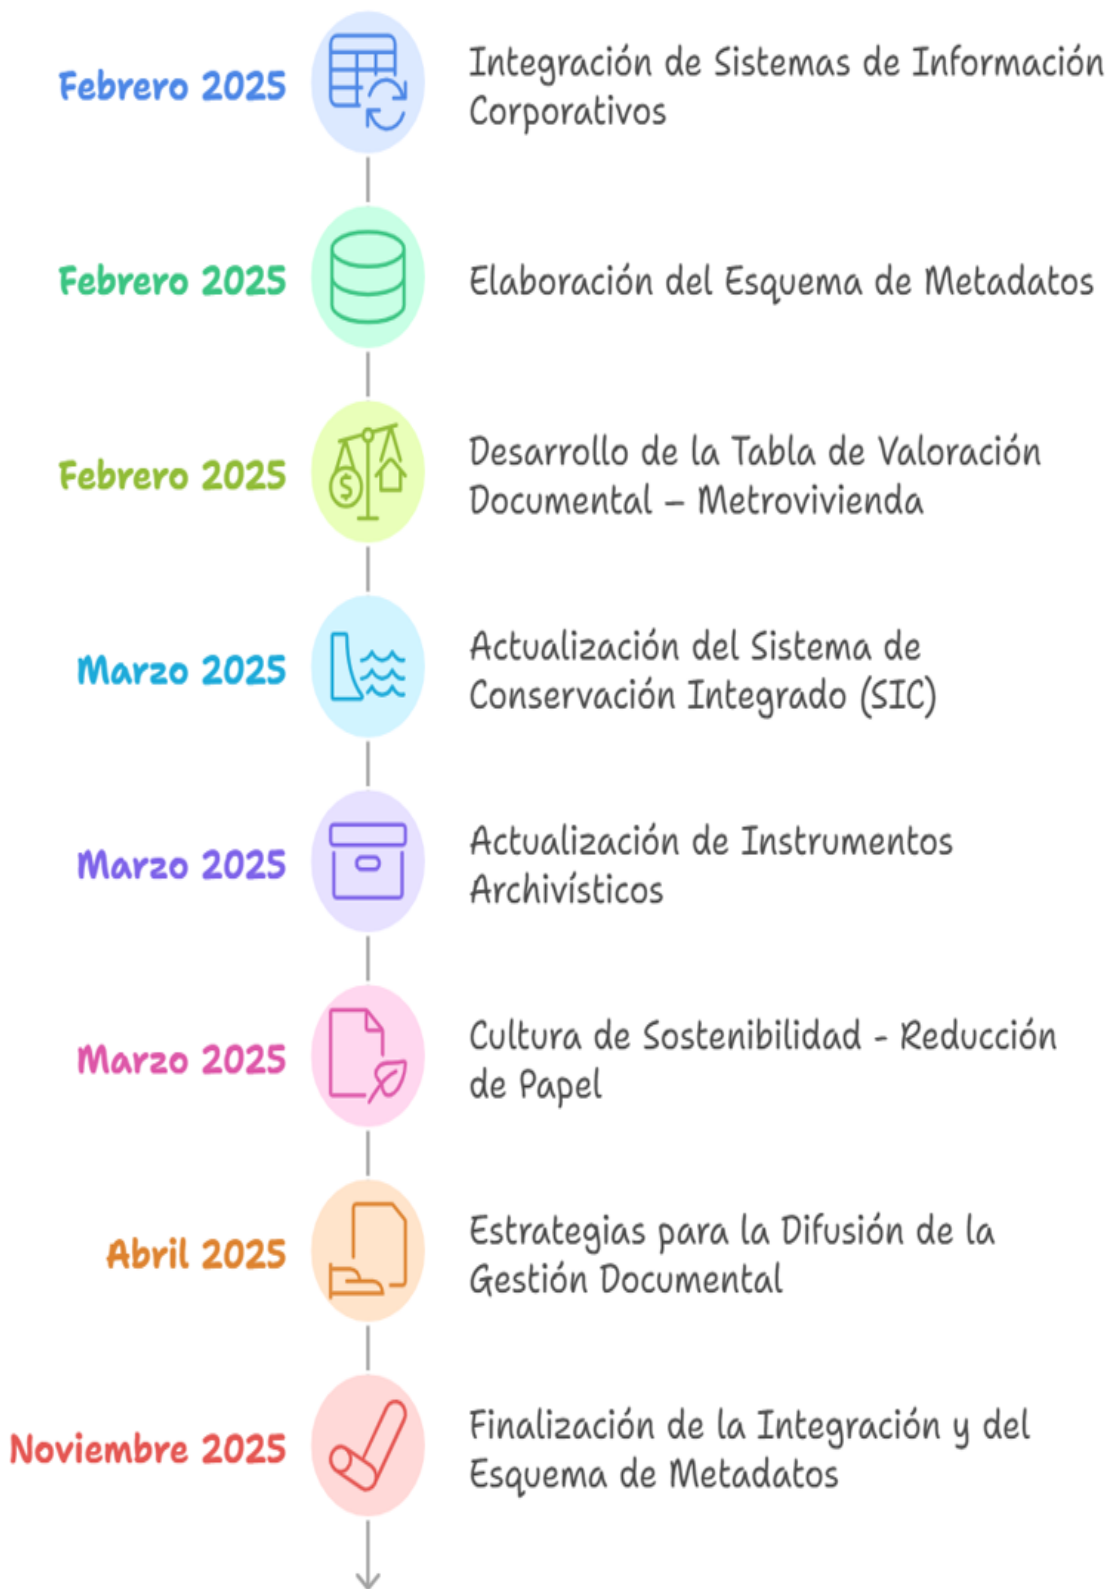 Febrero 2025
Integración de Sistemas de Información
Corporativos
Febrero 2025
Elaboración del Esquema de Metadatos
Febrero 2025
Desarrollo de la Tabla de Valoración
Documental – Metrovivienda
Marzo 2025
Actualización del Sistema de
Conservación Integrado (SIC)
Marzo 2025
Actualización de Instrumentos
Archivísticos
Marzo 2025
Cultura de Sostenibilidad - Reducción
de Papel
Abril 2025
Estrategias para la Difusión de la
Gestión Documental
Noviembre 2025
Finalización de la Integración y del
Esquema de Metadatos